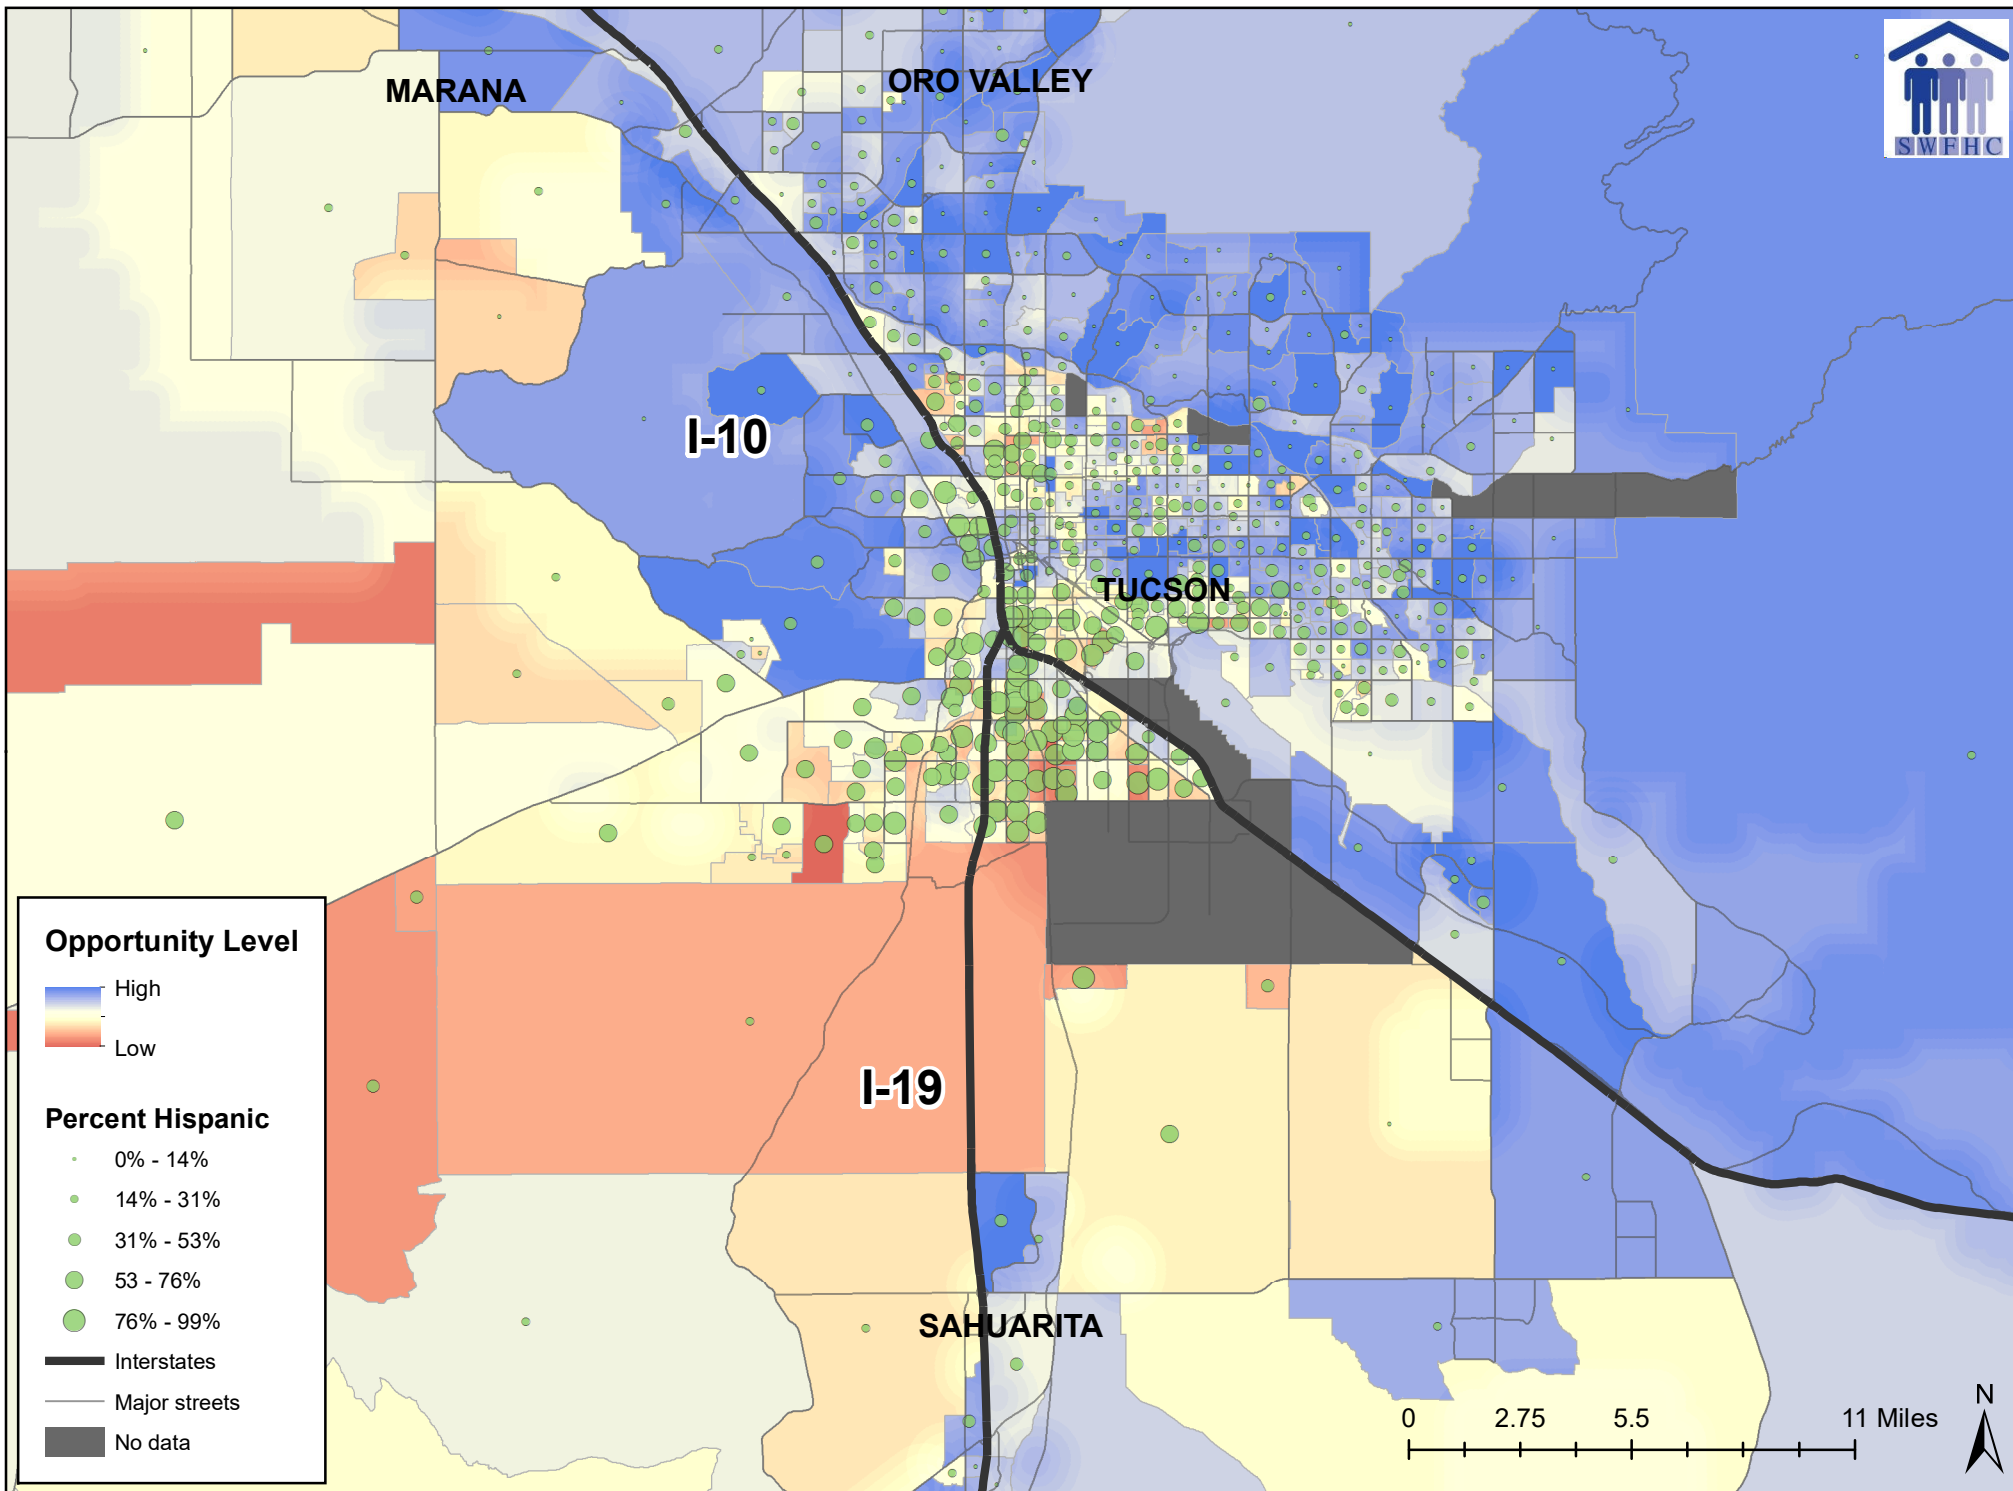 MARANA
ORO VALLEY
SWFHC
I-10
TUCSON
I-19
SAHUARITA
Opportunity Level
High
Low
Percent Hispanic
0% - 14%
14% - 31%
31% - 53%
53 - 76%
76% - 99%
Interstates
Major streets
No data
0 2.75 5.5 11 Miles
N